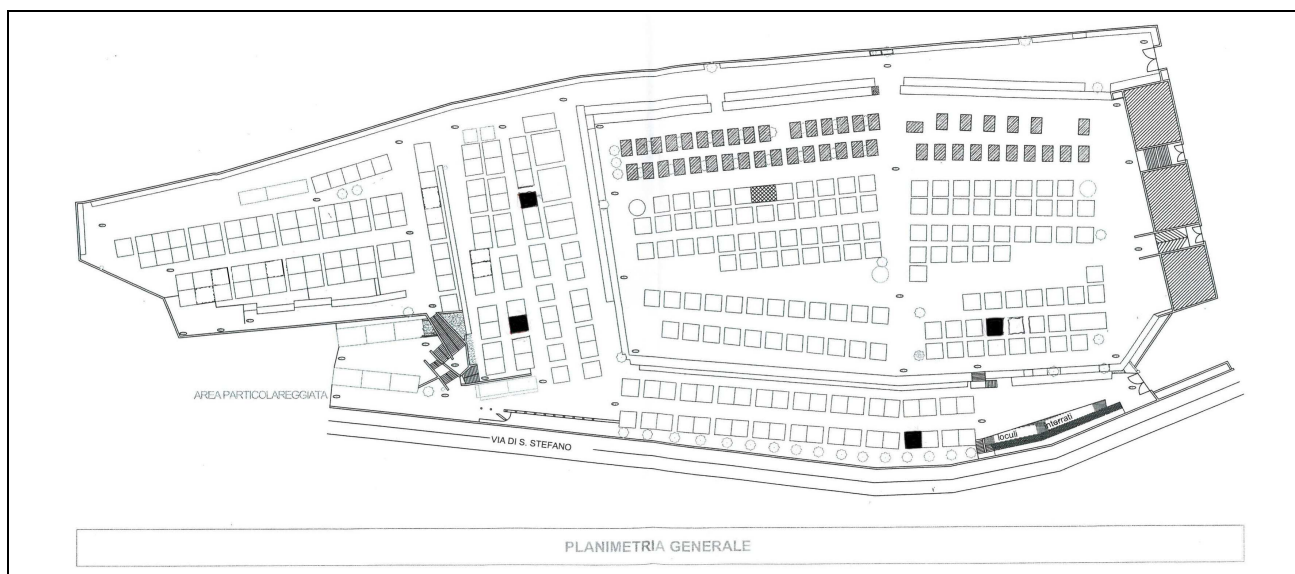 AREA PARTICOLAREGGIATA
VIA DI S. STEFANO
loculi interrati
PLANIMETRIA GENERALE